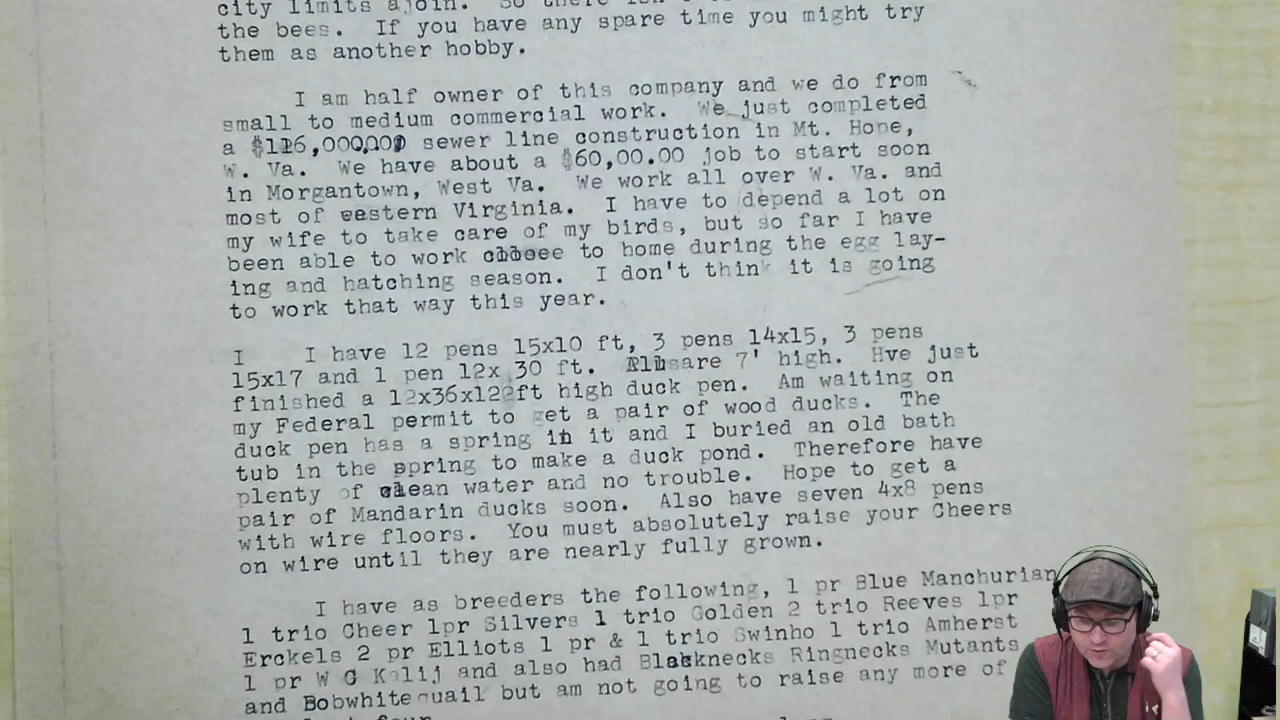 city limits ajoin. So there isn't
the bees. If you have any spare time you might try
them as another hobby.
I am half owner of this company and we do from
small to medium commercial work. We just completed
a sewer line construction in Mt. Hope,
W. Va. We have about a $60,00.00 job to start soon
in Morgantown, West Va. We work all over W. Va. and
most of western Virginia. I have to depend a lot on
my wife to take care of my birds, but so far I have
been able to work to home during the egg lay-
ing and hatching season. I don't think it is going
to work that way this year.
I I have 12 pens 15x10 ft, 3 pens 14x15, 3 pens
15x17 and 1 pen 12x 30 ft. are 7' high. Hve just
finished a 12x36x12 ft high duck pen. Am waiting on
my Federal permit to get a pair of wood ducks. The
duck pen has a spring in it and I buried an old bath
tub in the spring to make a duck pond. Therefore have
plenty of clean water and no trouble. Hope to get a
pair of Mandarin ducks soon. Also have seven 4x8 pens
with wire floors. You must absolutely raise your Cheers
on wire until they are nearly fully grown.
I have as breeders the following, 1 pr Blue Manchurian
1 trio Cheer 1pr Silvers 1 trio Golden 2 trio Reeves 1pr
Erckels 2 pr Elliots 1 pr & 1 trio Swinho 1 trio Amherst
1 pr W C Kalij and also had Blacknecks Ringnecks Mutants
and Bobwhite quail but am not going to raise any more of